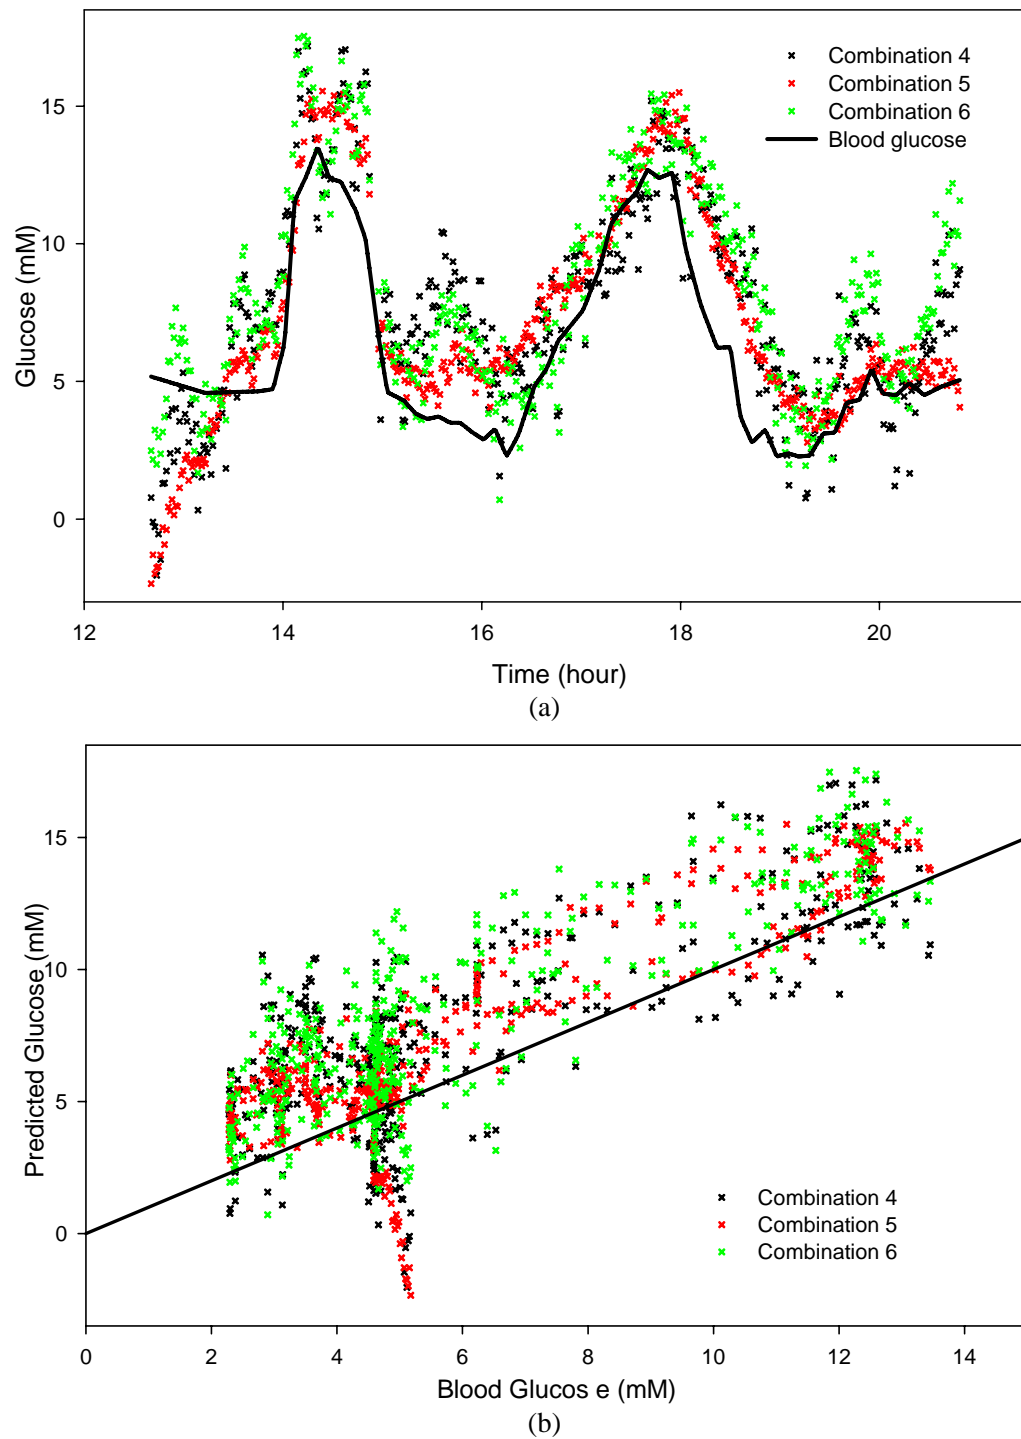 Combination 4
Combination 5
Combination 6
Blood glucose
Glucose (mM)
15
10
5
0
12
14
16
18
20
Time (hour)
(a)
Predicted Glucose (mM)
15
10
5
0
Combination 4
Combination 5
Combination 6
0
2
4
6
8
10
12
14
Blood Glucos e (mM)
(b)